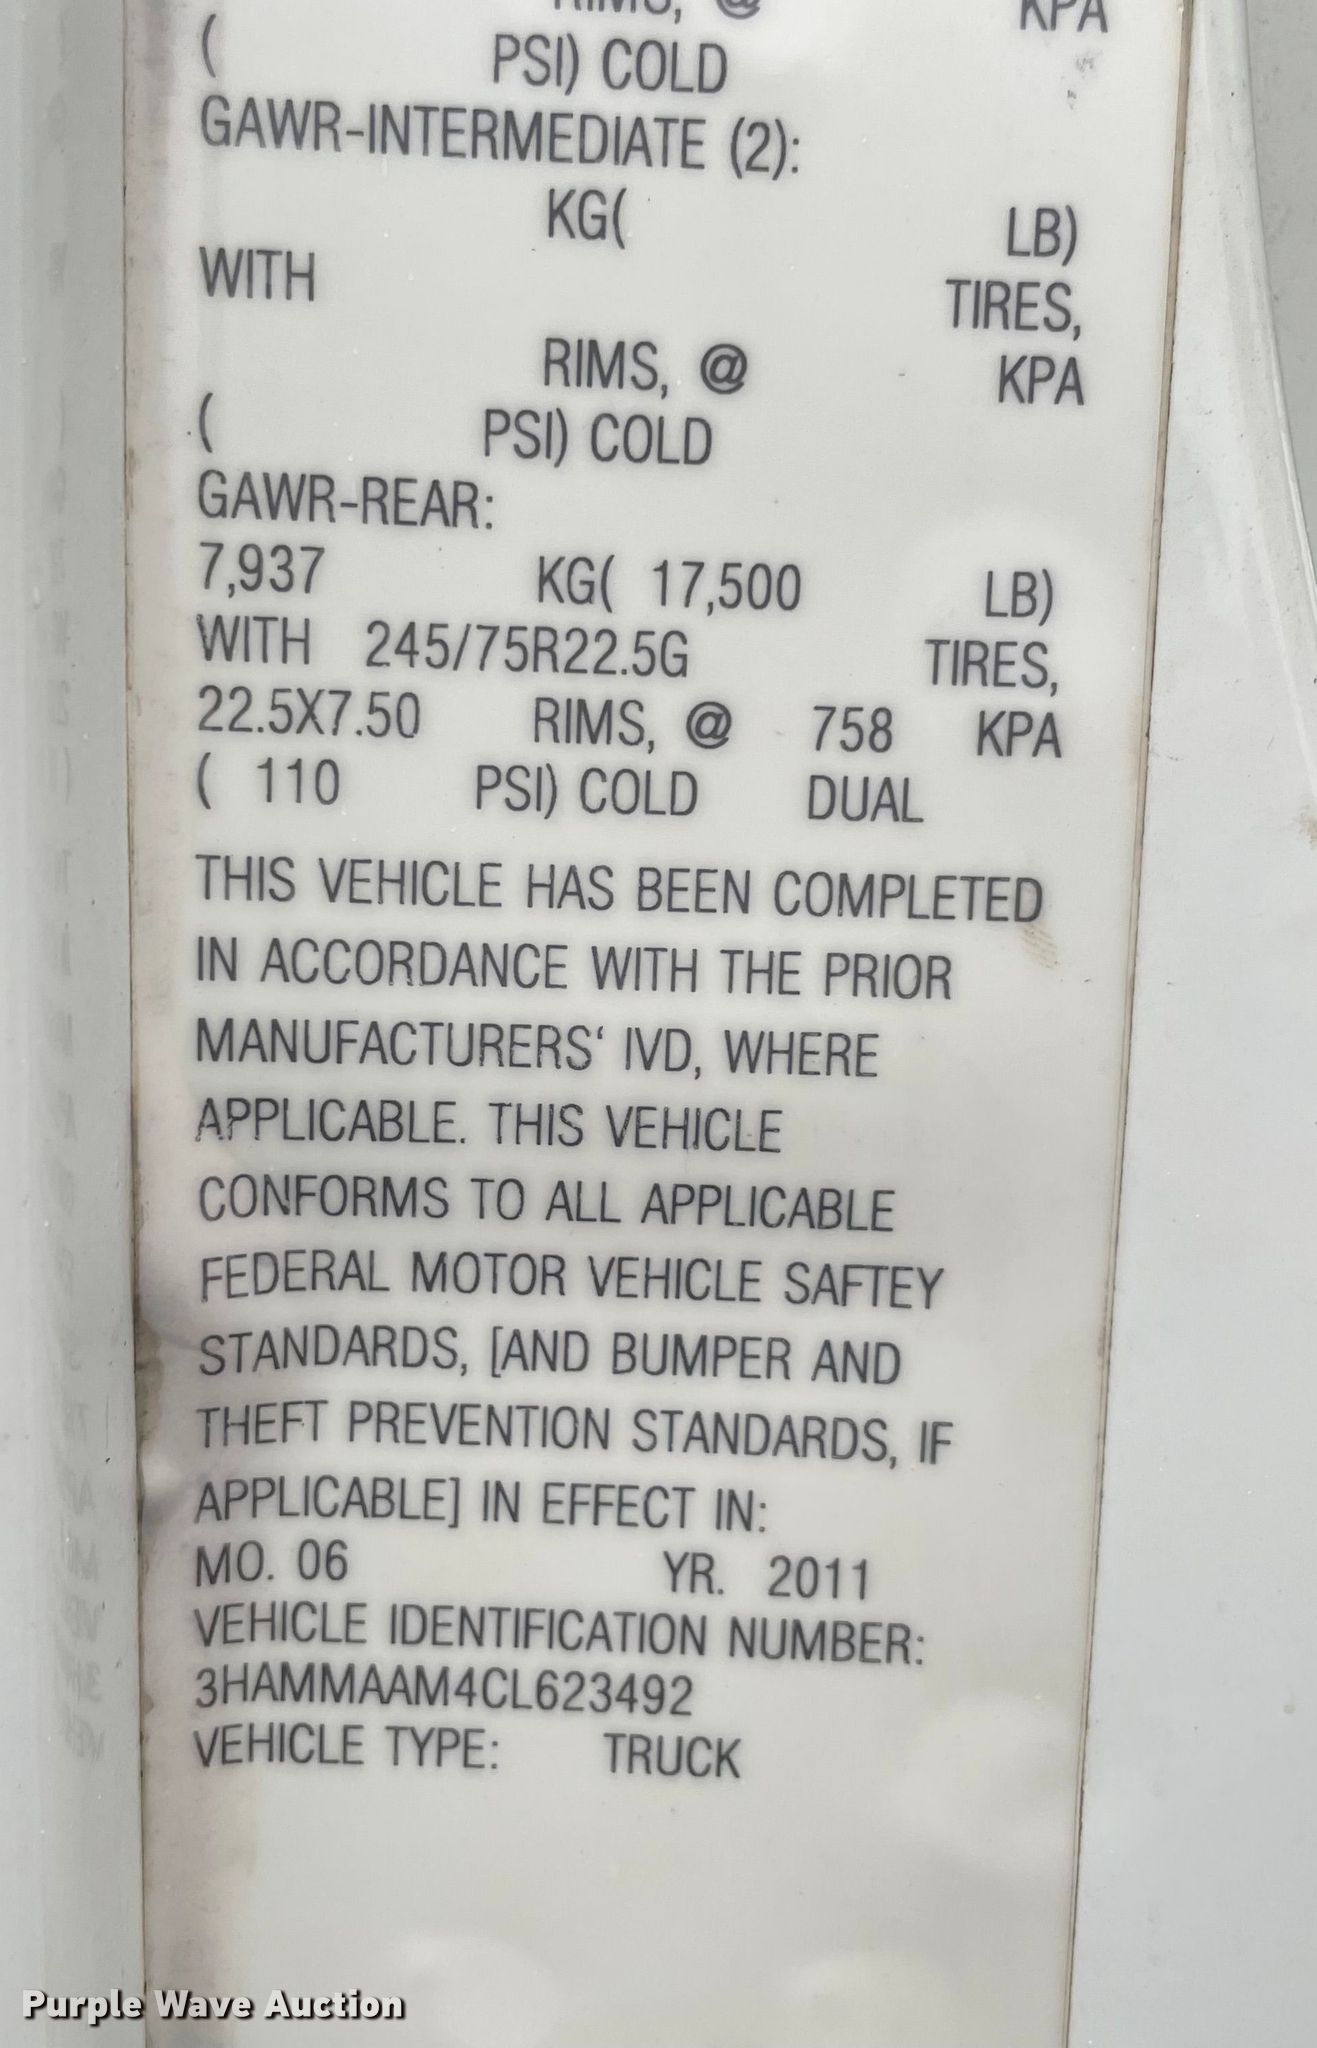 RIMS, @ KPA
( PSI) COLD
GAWR-INTERMEDIATE (2):
KG( LB)
WITH TIRES,
RIMS, @ KPA
( PSI) COLD
GAWR-REAR:
7,937 KG( 17,500 LB)
WITH 245/75R22.5G TIRES,
22.5X7.50 RIMS, @ 758 KPA
( 110 PSI) COLD DUAL
THIS VEHICLE HAS BEEN COMPLETED
IN ACCORDANCE WITH THE PRIOR
MANUFACTURERS' IVD, WHERE
APPLICABLE. THIS VEHICLE
CONFORMS TO ALL APPLICABLE
FEDERAL MOTOR VEHICLE SAFTEY
STANDARDS, [AND BUMPER AND
THEFT PREVENTION STANDARDS, IF
APPLICABLE] IN EFFECT IN:
MO. 06 YR. 2011
VEHICLE IDENTIFICATION NUMBER:
3HAMMAAM4CL623492
VEHICLE TYPE: TRUCK
Purple Wave Auction